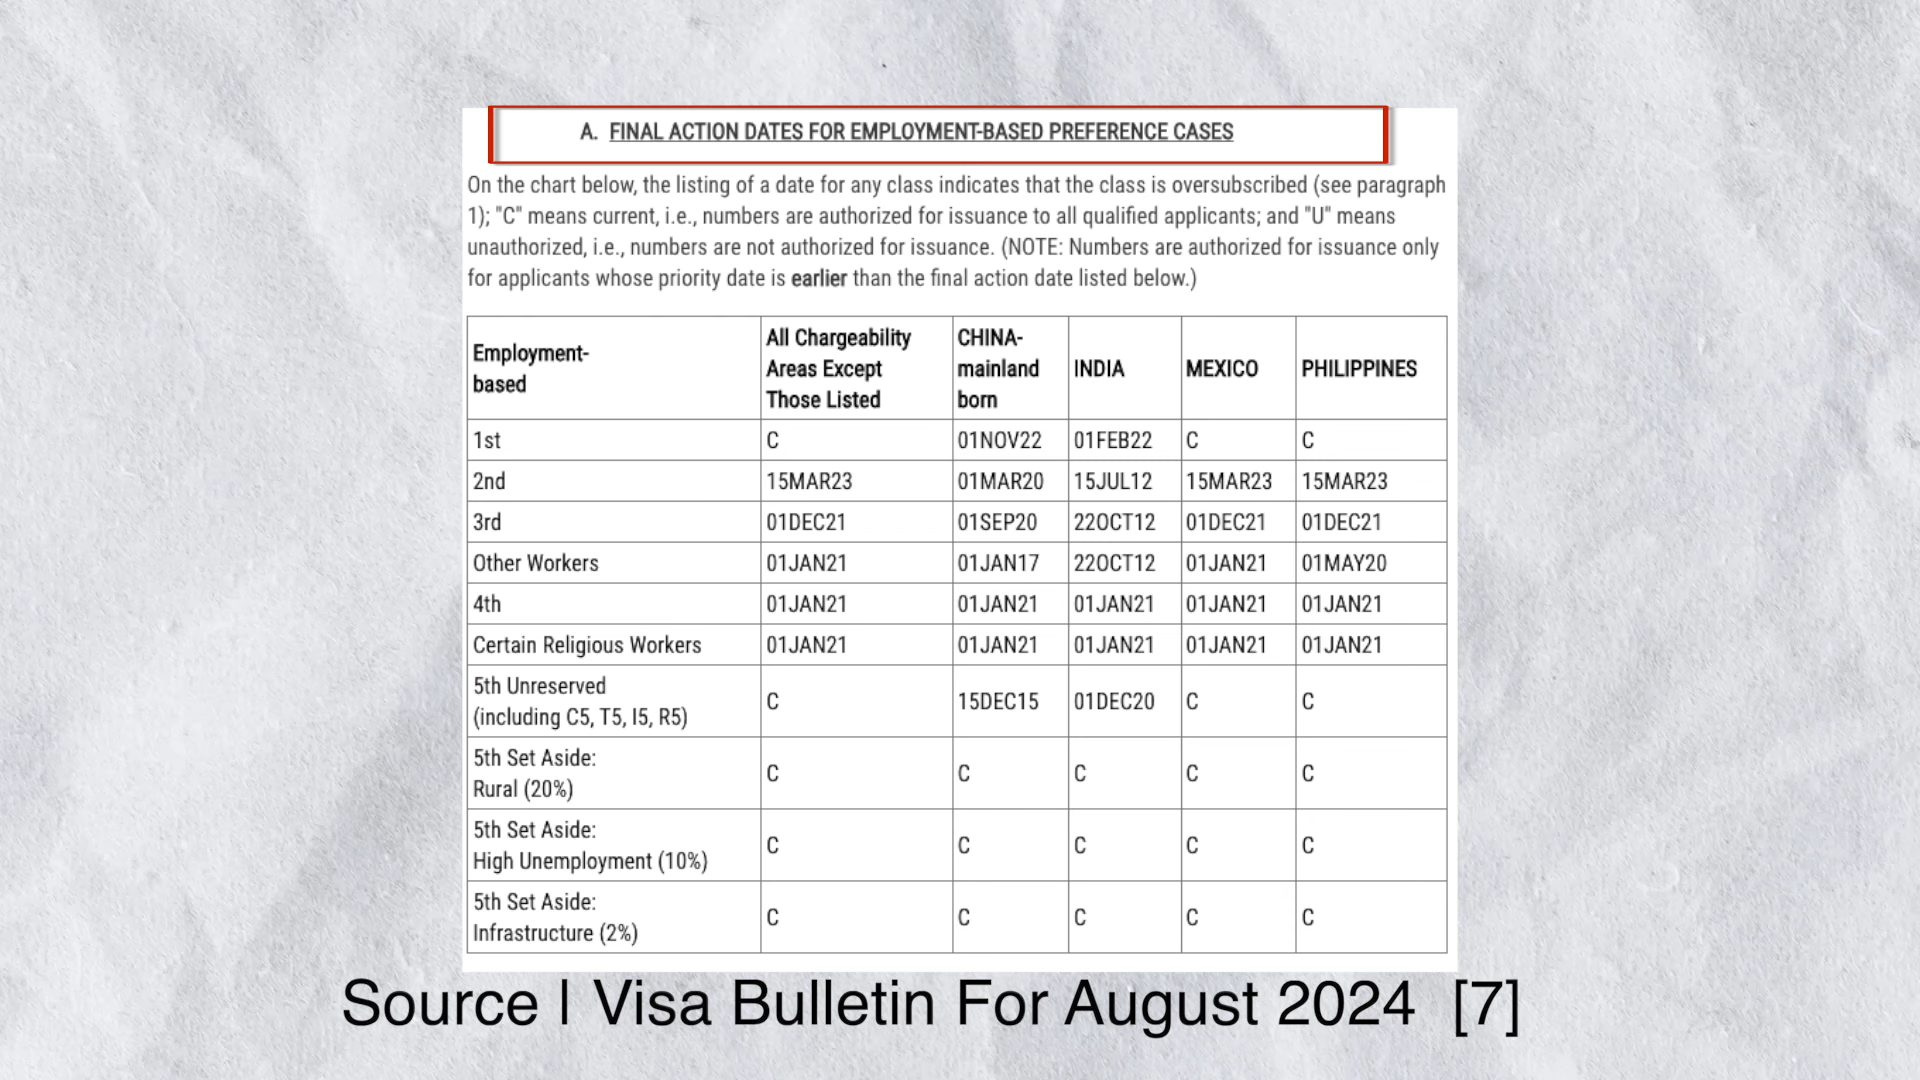 A. FINAL ACTION DATES FOR EMPLOYMENT-BASED PREFERENCE CASES
On the chart below, the listing of a date for any class indicates that the class is oversubscribed (see paragraph
1); "C" means current, i.e., numbers are authorized for issuance to all qualified applicants; and "U" means
unauthorized, i.e., numbers are not authorized for issuance. (NOTE: Numbers are authorized for issuance only
for applicants whose priority date is earlier than the final action date listed below.)
Employment-
based
All Chargeability
Areas Except
Those Listed
CHINA-
mainland
born
INDIA
MEXICO
PHILIPPINES
1st C 01NOV22 01FEB22 C C
2nd 15MAR23 01MAR20 15JUL12 15MAR23 15MAR23
3rd 01DEC21 01SEP20 22OCT12 01DEC21 01DEC21
Other Workers 01JAN21 01JAN17 22OCT12 01JAN21 01MAY20
4th 01JAN21 01JAN21 01JAN21 01JAN21 01JAN21
Certain Religious Workers 01JAN21 01JAN21 01JAN21 01JAN21 01JAN21
5th Unreserved
(including C5, T5, I5, R5)
C 15DEC15 01DEC20 C C
5th Set Aside:
Rural (20%)
C C C C C
5th Set Aside:
High Unemployment (10%)
C C C C C
5th Set Aside:
Infrastructure (2%)
C C C C C
Source | Visa Bulletin For August 2024 [7]